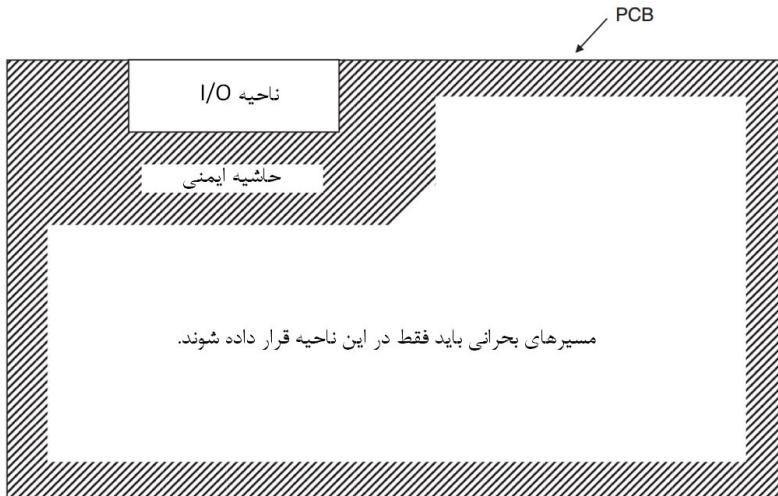 PCB
ناحیه I/O
حاشیه ایمنی
مسیرهای بحرانی باید فقط در این ناحیه قرار داده شوند.